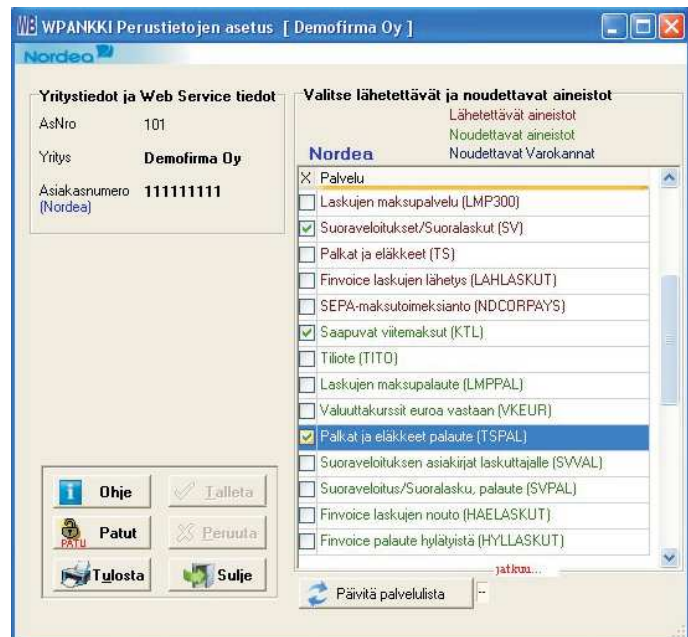 WPANKKI Perustietojen asetus [ Demofirma Oy ]
Nordea
Yritystiedot ja Web Service tiedot
AsNro 101
Yritys Demofirma Oy
Asiakasnumero 111111111
(Nordea)
Valitse lähetettävät ja noudettavat aineistot
Lähetettävät aineistot
Noudettavat aineistot
Nordea Noudettavat Varokannat
X Palvelu
Laskujen maksupalvelu (LMP300)
Suoraveloitukset/Suoralaskut (SV)
Palkat ja eläkkeet (TS)
Finvoice laskujen lähetys (LAHLASKUT)
SEPA-maksutoimeksianto (NDCORPAYS)
Saapuvat viitemaksut (KTL)
Tiliote (TITO)
Laskujen maksupalaute (LMPPAL)
Valuuttakurssit euroa vastaan (VKEUR)
Palkat ja eläkkeet palaute (TSPAL)
Suoraveloituksen asiakirjat laskuttajalle (SVVAL)
Suoraveloitus/Suoralasku, palaute (SVPAL)
Finvoice laskujen nouto (HAELASKUT)
Finvoice palaute hylätyistä (HYLLASKUT)
jatkuu...
Ohje Talleta
PATU Patut Peruuta
Tulosta Sulje
Päivitä palvelulista --